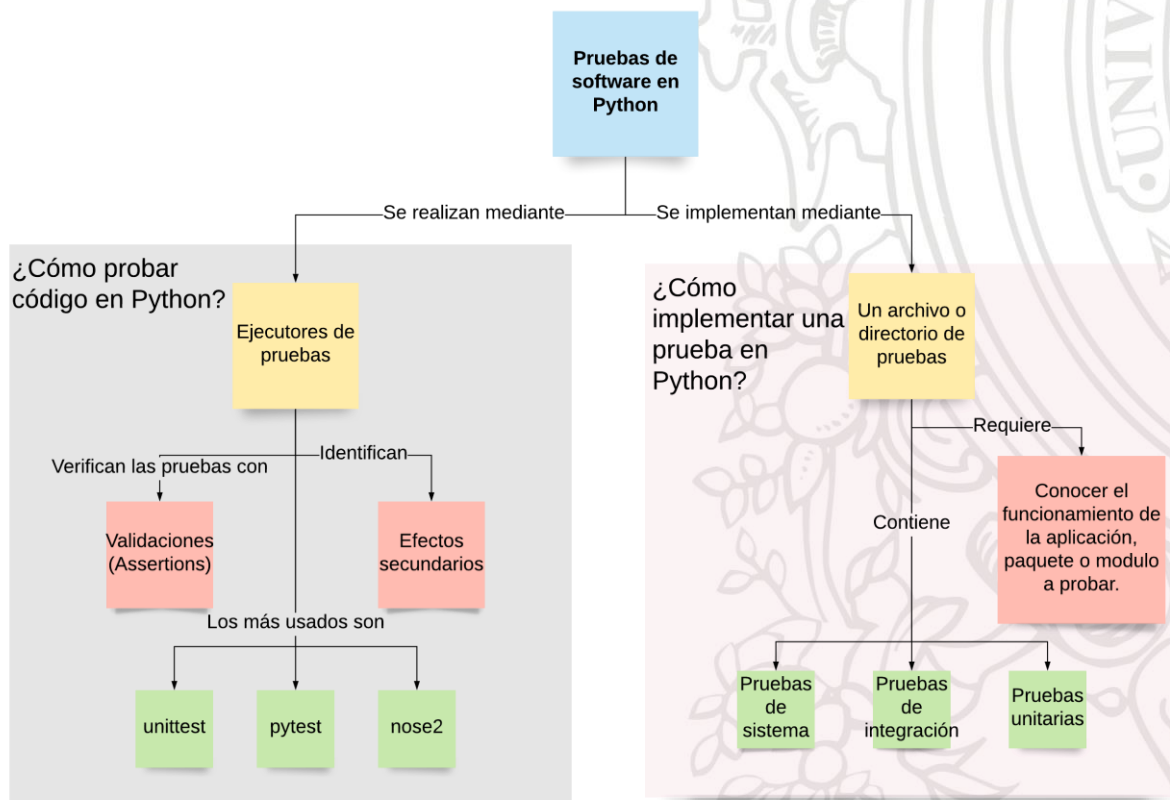 Pruebas de
software en
Python
Se realizan mediante
Se implementan mediante
¿Cómo probar
código en Python?
Ejecutores de
pruebas
Verifican las pruebas con
Identifican
Validaciones
(Assertions)
Efectos
secundarios
Los más usados son
unittest
pytest
nose2
¿Cómo
implementar una
prueba en
Python?
Un archivo o
directorio de
pruebas
Requiere
Conocer el
funcionamiento de
la aplicación,
paquete o modulo
a probar.
Contiene
Pruebas
de
sistema
Pruebas
de
integración
Pruebas
unitarias